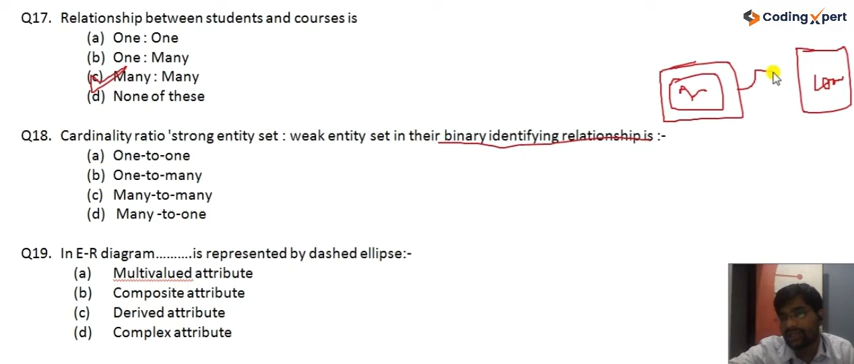 Coding Xpert
Q17. Relationship between students and courses is
(a) One : One
(b) One : Many
(c) Many : Many
(d) None of these
Q18. Cardinality ratio 'strong entity set : weak entity set in their binary identifying relationship is :-
(a) One-to-one
(b) One-to-many
(c) Many-to-many
(d) Many -to-one
Q19. In E-R diagram..........is represented by dashed ellipse:-
(a) Multivalued attribute
(b) Composite attribute
(c) Derived attribute
(d) Complex attribute